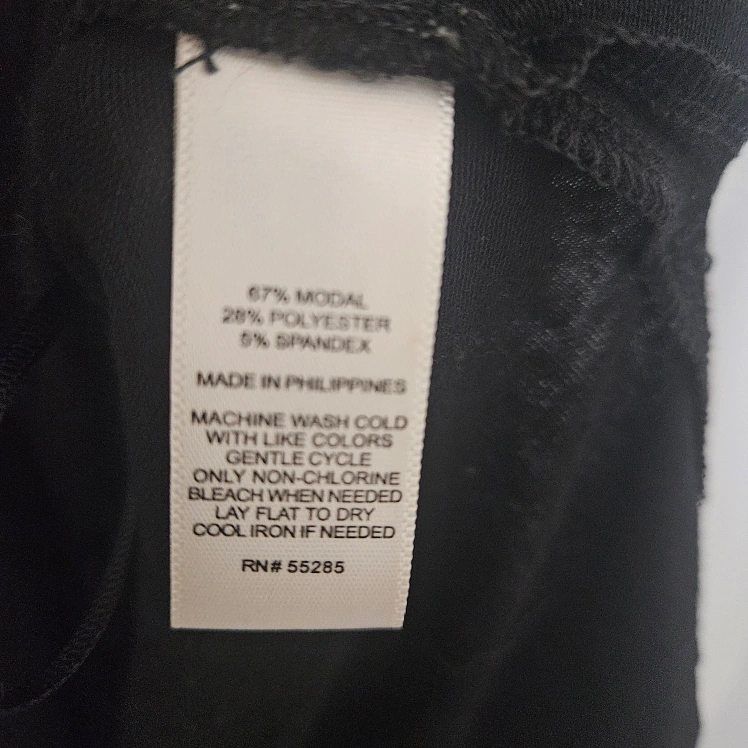 67% MODAL
28% POLYESTER
5% SPANDEX
MADE IN PHILIPPINES
MACHINE WASH COLD
WITH LIKE COLORS
GENTLE CYCLE
ONLY NON-CHLORINE
BLEACH WHEN NEEDED
LAY FLAT TO DRY
COOL IRON IF NEEDED
RN# 55285